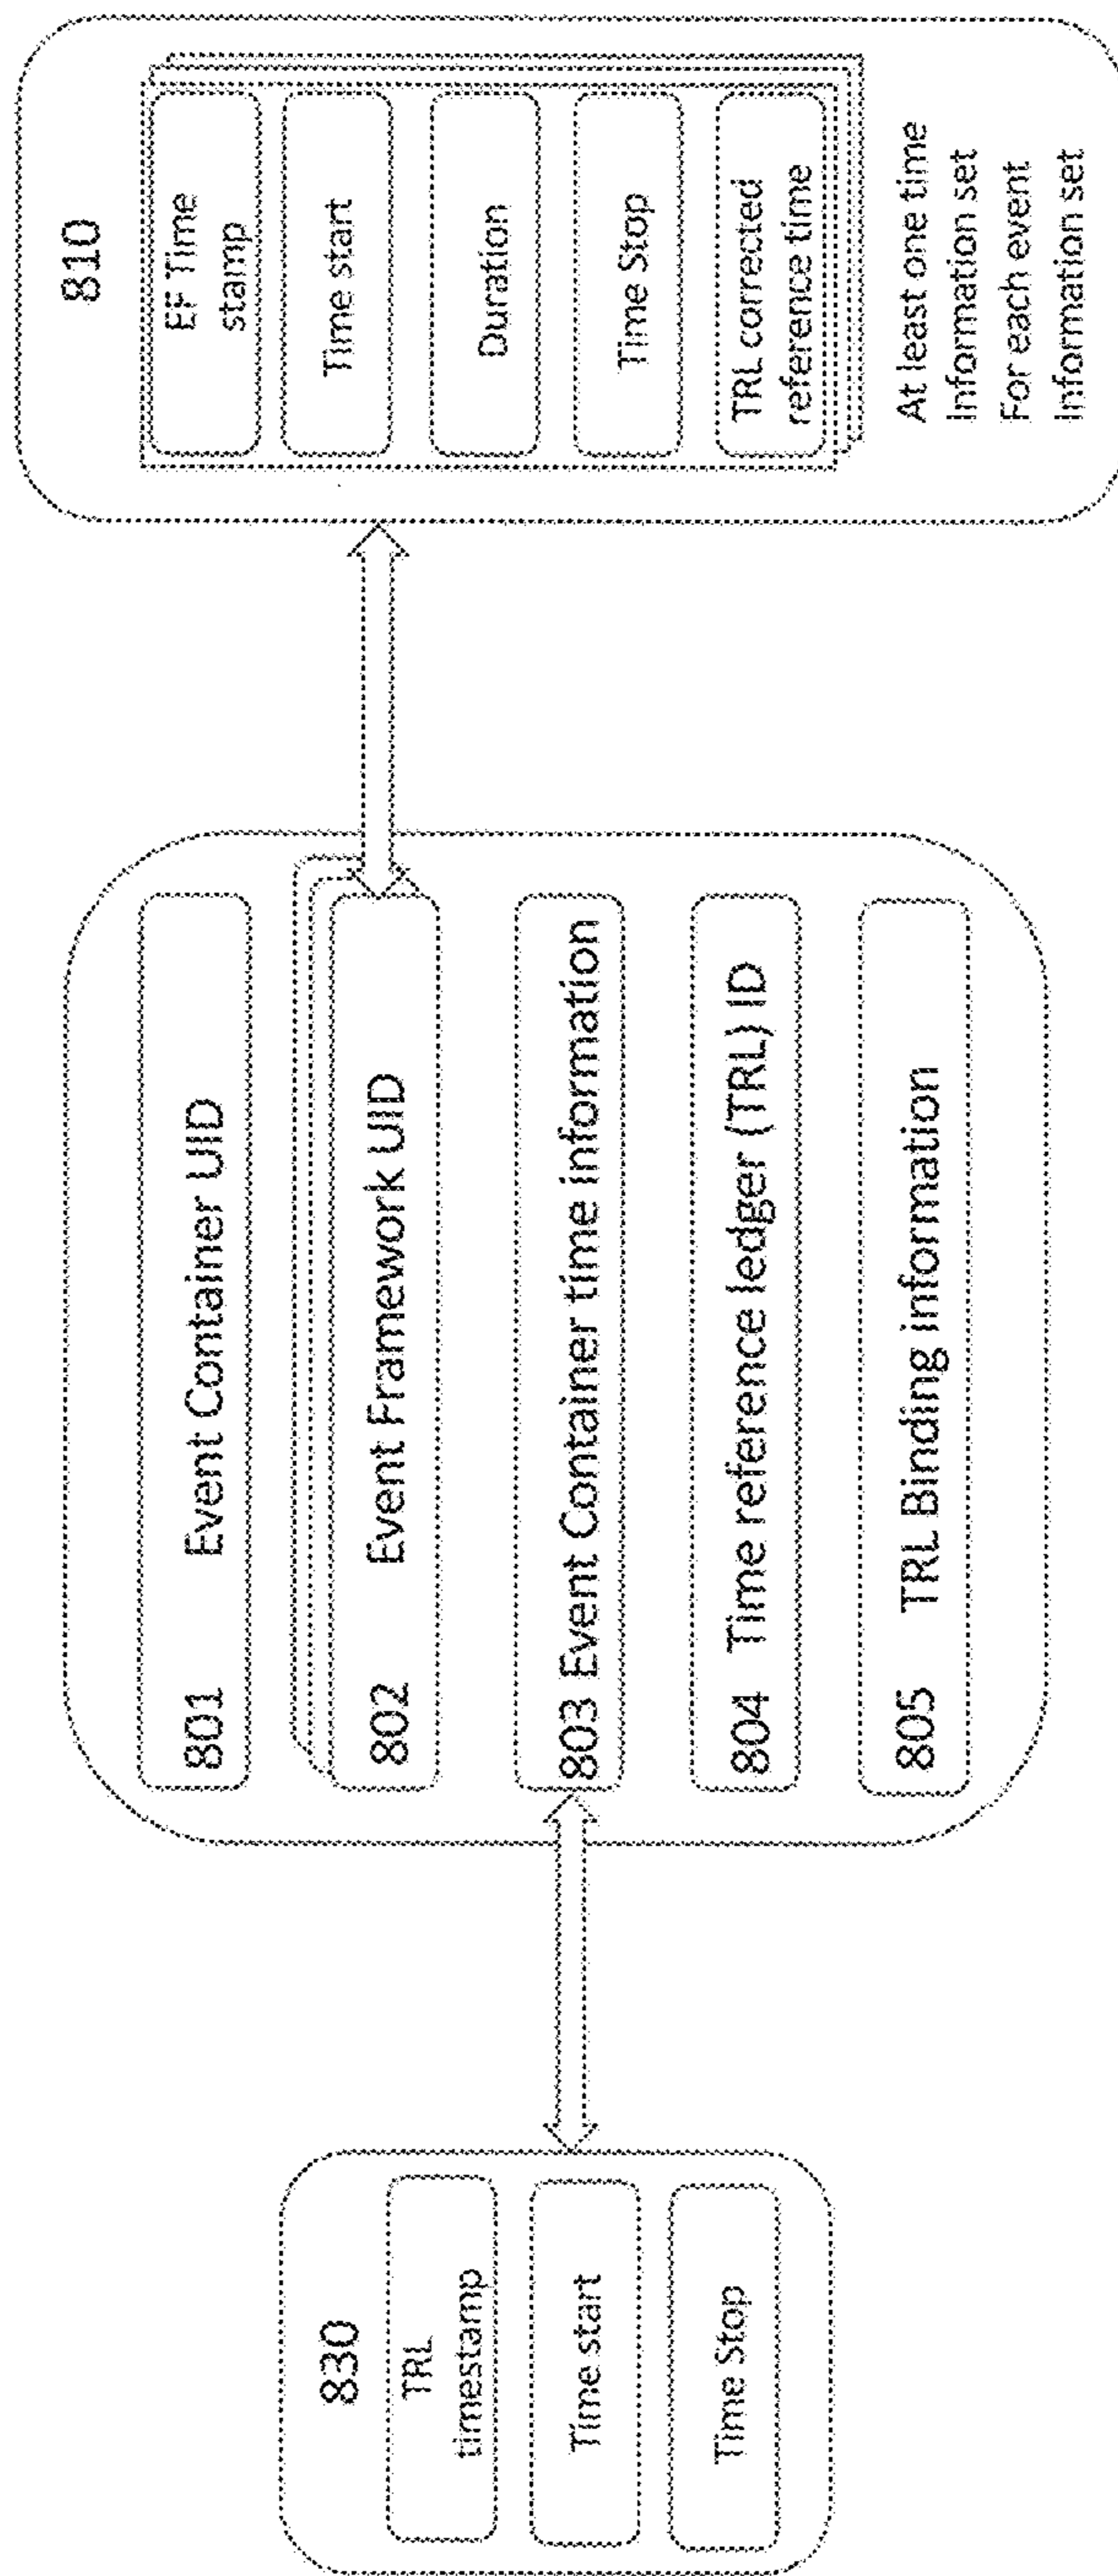 830
TRL
timestamp
Time start
Time Stop
801 Event Container UID
802 Event Framework UID
803 Event Container time information
804 Time reference ledger (TRL) ID
805 TRL Binding information
810
EF Time
stamp
Time start
Duration
Time Stop
TRL corrected
reference time
At least one time
Information set
For each event
Information set